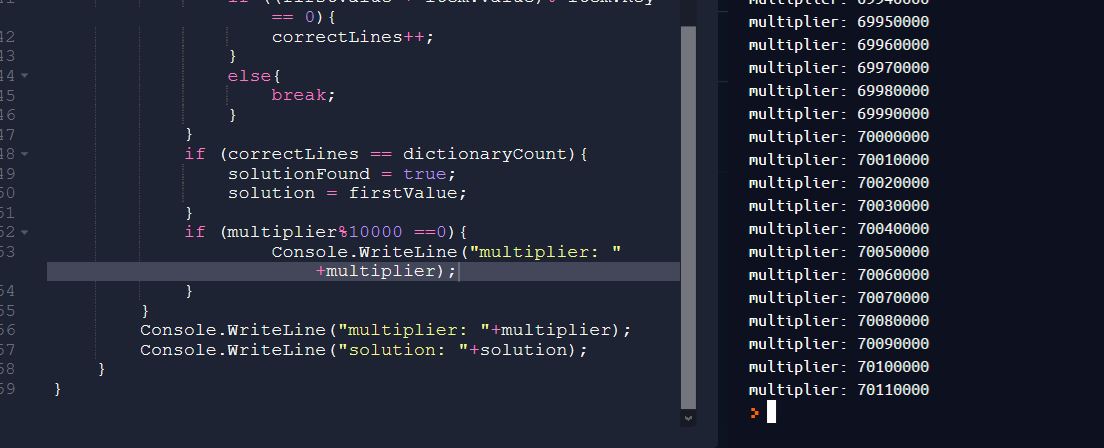 == 0){
42 correctLines++;
43 }
44 else{
45 break;
46 }
47 }
48 if (correctLines == dictionaryCount){
49 solutionFound = true;
50 solution = firstValue;
51 }
52 if (multiplier%10000 ==0){
53 Console.WriteLine("multiplier: "
+multiplier);
54 }
55 }
56 Console.WriteLine("multiplier: "+multiplier);
57 Console.WriteLine("solution: "+solution);
58 }
59 }
multiplier: 69940000
multiplier: 69950000
multiplier: 69960000
multiplier: 69970000
multiplier: 69980000
multiplier: 69990000
multiplier: 70000000
multiplier: 70010000
multiplier: 70020000
multiplier: 70030000
multiplier: 70040000
multiplier: 70050000
multiplier: 70060000
multiplier: 70070000
multiplier: 70080000
multiplier: 70090000
multiplier: 70100000
multiplier: 70110000
>